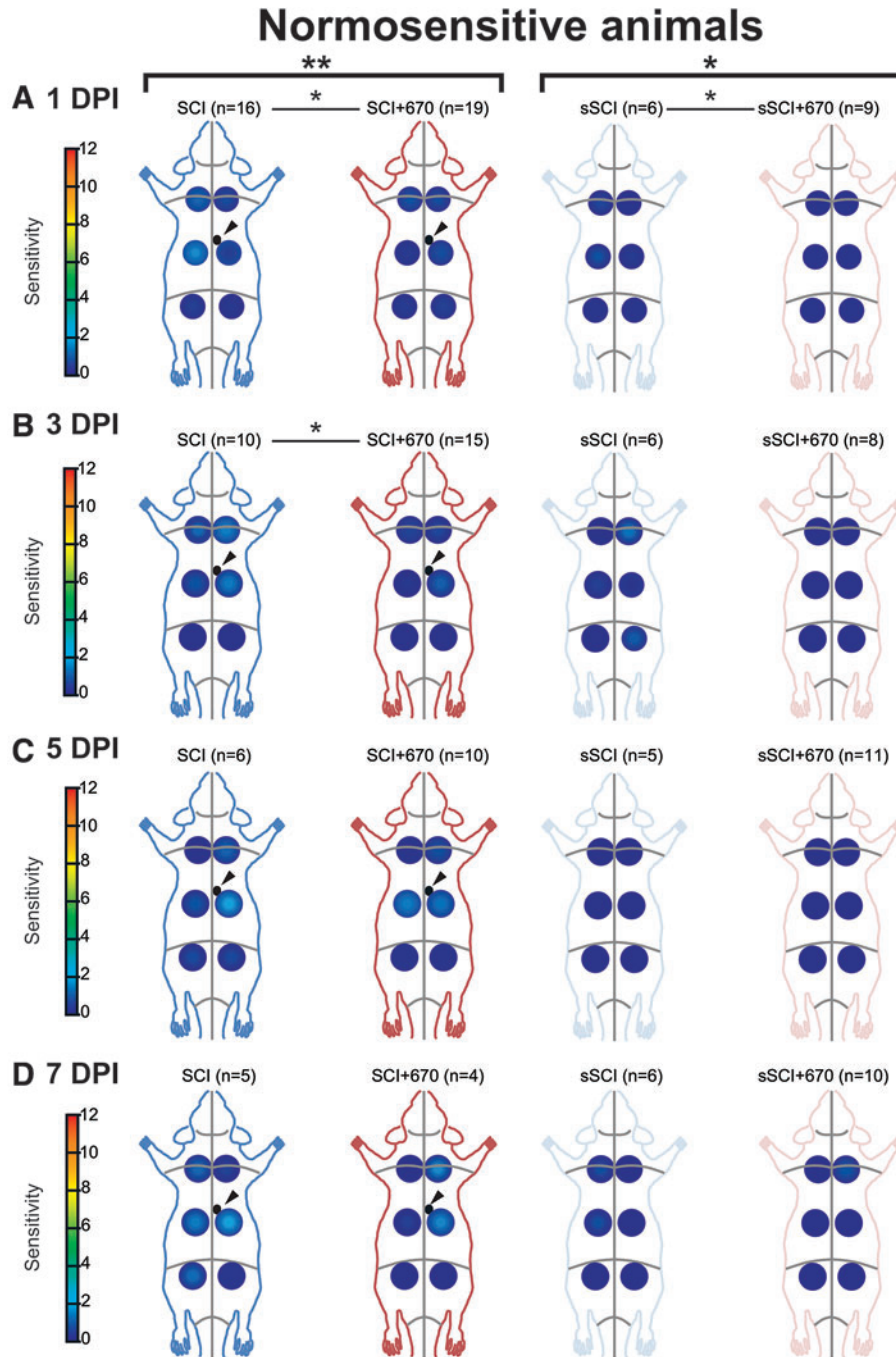 Normosensitive animals
** *
A 1 DPI
SCI (n=16) * SCI+670 (n=19) sSCI (n=6) * sSCI+670 (n=9)
12
10
8
6
4
2
0
Sensitivity
B 3 DPI
SCI (n=10) * SCI+670 (n=15) sSCI (n=6) sSCI+670 (n=8)
12
10
8
6
4
2
0
Sensitivity
C 5 DPI
SCI (n=6) SCI+670 (n=10) sSCI (n=5) sSCI+670 (n=11)
12
10
8
6
4
2
0
Sensitivity
D 7 DPI
SCI (n=5) SCI+670 (n=4) sSCI (n=6) sSCI+670 (n=10)
12
10
8
6
4
2
0
Sensitivity